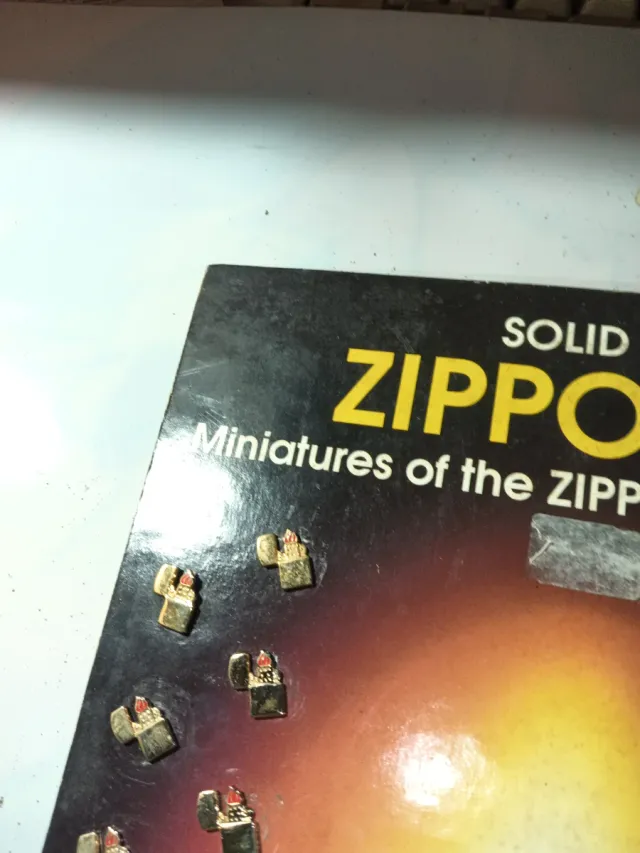 SOLID
ZIPPO
Miniatures of the ZIPP